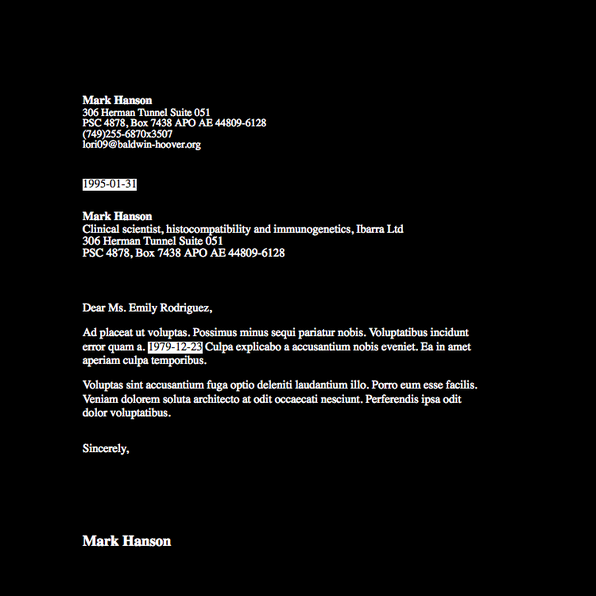 Mark Hanson
306 Herman Tunnel Suite 051
PSC 4878, Box 7438 APO AE 44809-6128
(749)255-6870x3507
lori09@baldwin-hoover.org
1995-01-31
Mark Hanson
Clinical scientist, histocompatibility and immunogenetics, Ibarra Ltd
306 Herman Tunnel Suite 051
PSC 4878, Box 7438 APO AE 44809-6128
Dear Ms. Emily Rodriguez,
Ad placeat ut voluptas. Possimus minus sequi pariatur nobis. Voluptatibus incidunt
error quam a. 1979-12-23 Culpa explicabo a accusantium nobis eveniet. Ea in amet
aperiam culpa temporibus.
Voluptas sint accusantium fuga optio deleniti laudantium illo. Porro eum esse facilis.
Veniam dolorem soluta architecto at odit occaecati nesciunt. Perferendis ipsa odit
dolor voluptatibus.
Sincerely,
Mark Hanson